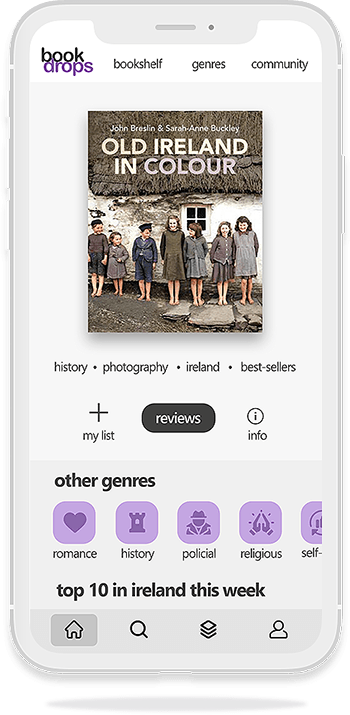 book
drops
bookshelf genres community
John Breslin & Sarah-Anne Buckley
OLD IRELAND
IN COLOUR
history • photography • ireland • best-sellers
my list reviews info
other genres
romance history policial religious self-
top 10 in ireland this week